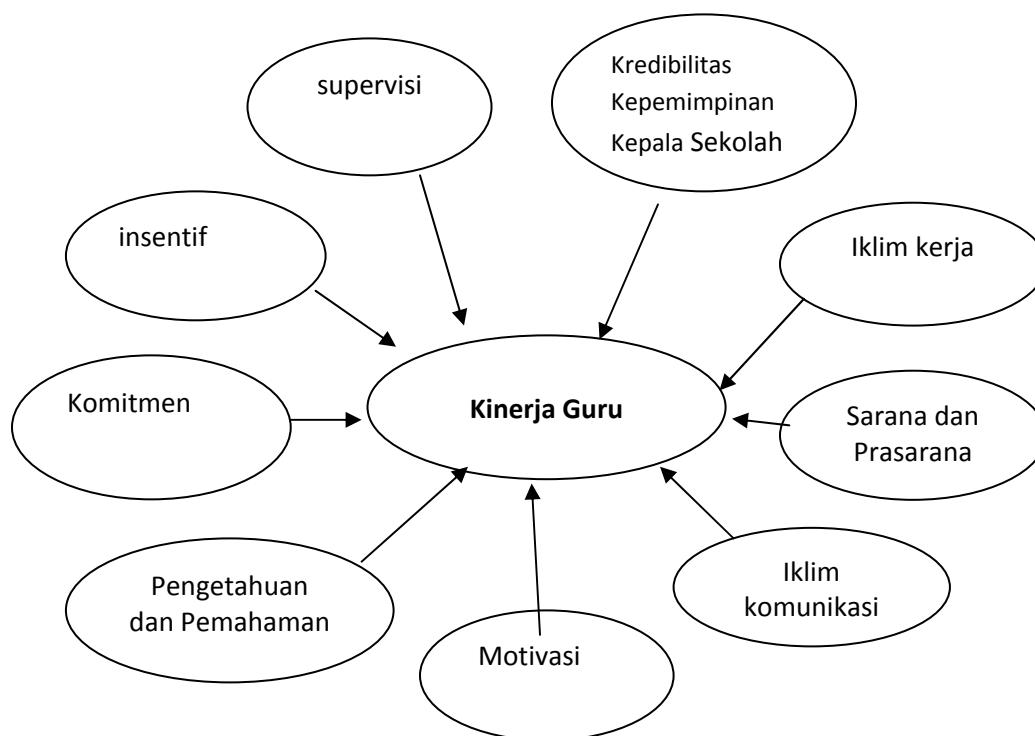 supervisi
Kredibilitas
Kepemimpinan
Kepala Sekolah
insentif
Iklim kerja
Komitmen
Kinerja Guru
Sarana dan
Prasarana
Pengetahuan
dan Pemahaman
Motivasi
Iklim
komunikasi